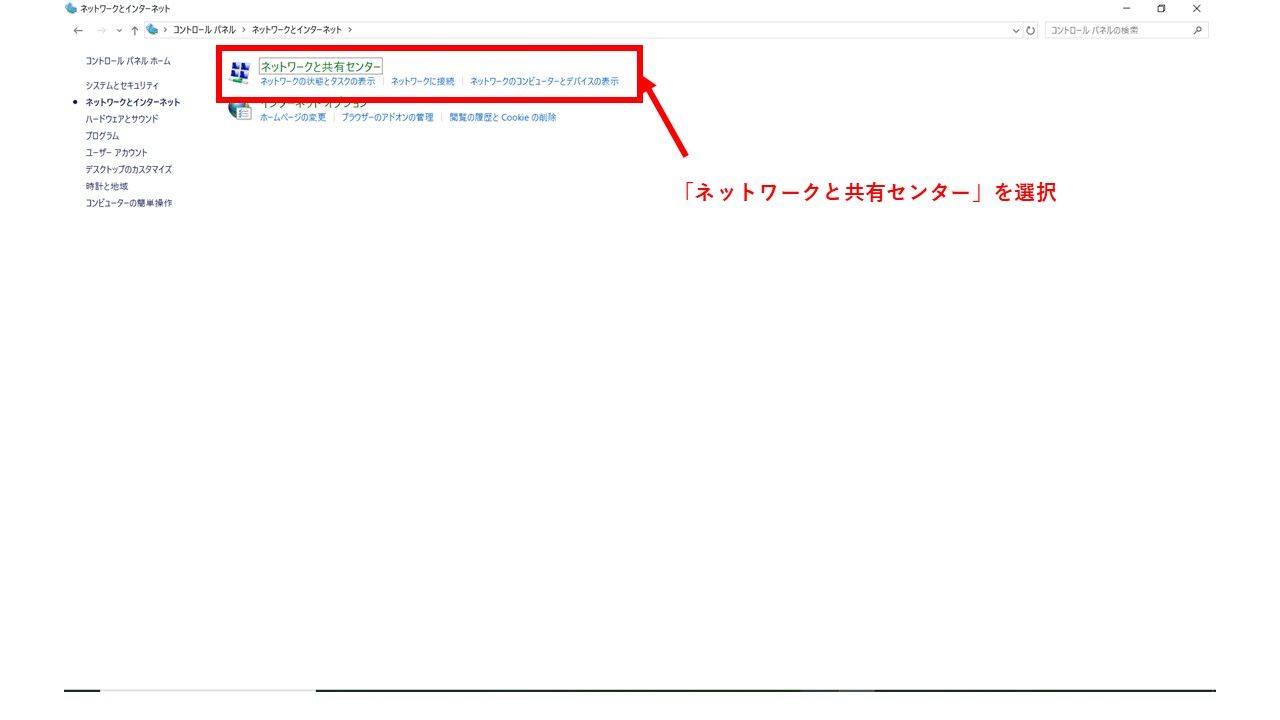 ネットワークとインターネット
コントロール パネル › ネットワークとインターネット ›
コントロール パネルの検索
コントロール パネル ホーム
システムとセキュリティ
ネットワークとインターネット
ハードウェアとサウンド
プログラム
ユーザー アカウント
デスクトップのカスタマイズ
時計と地域
コンピューターの簡単操作
ネットワークと共有センター
ネットワークの状態とタスクの表示 | ネットワークに接続 | ネットワークのコンピューターとデバイスの表示
インターネット オプション
ホームページの変更 | ブラウザーのアドオンの管理 | 閲覧の履歴と Cookie の削除
「ネットワークと共有センター」を選択